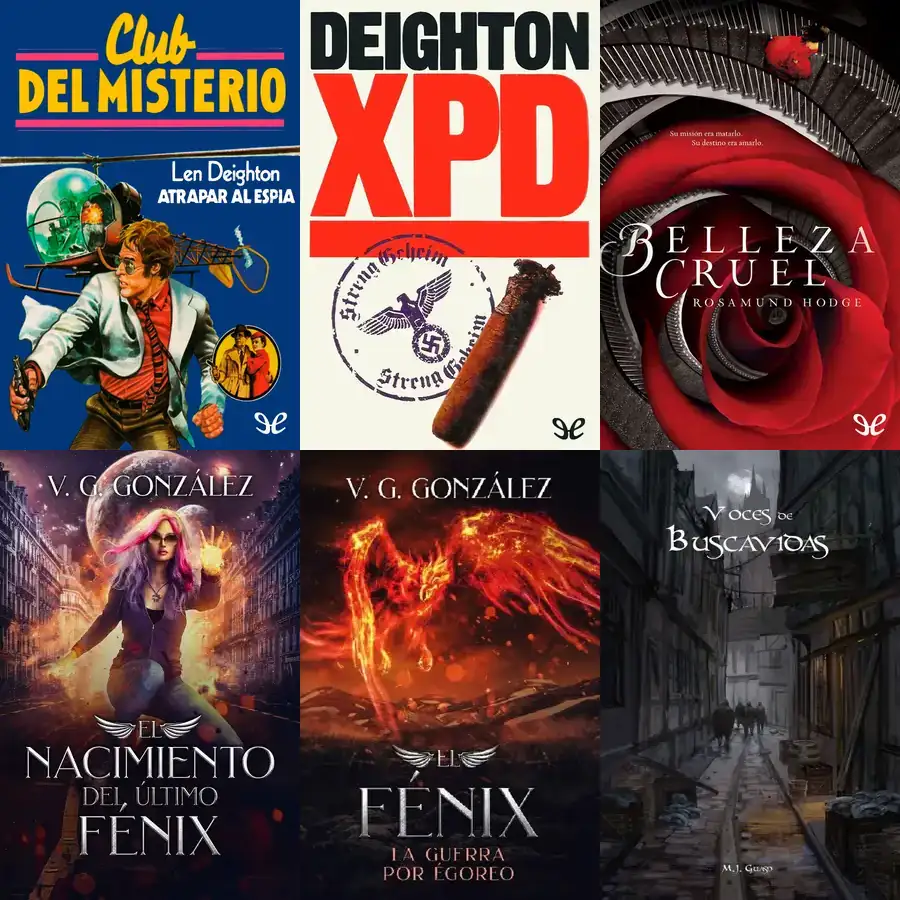 Club
DEL MISTERIO
Len Deighton
ATRAPAR AL ESPIA
DEIGHTON
XPD
Streng Geheim
Streng Geheim
Su misión era matarlo.
Su destino era amarlo.
BELLEZA
CRUEL
ROSAMUND HODGE
V. G. GONZÁLEZ
EL
NACIMIENTO
DEL ÚLTIMO
FÉNIX
V. G. GONZÁLEZ
EL
FÉNIX
LA GUERRA
POR ÉGOREO
Voces de
Buscavidas